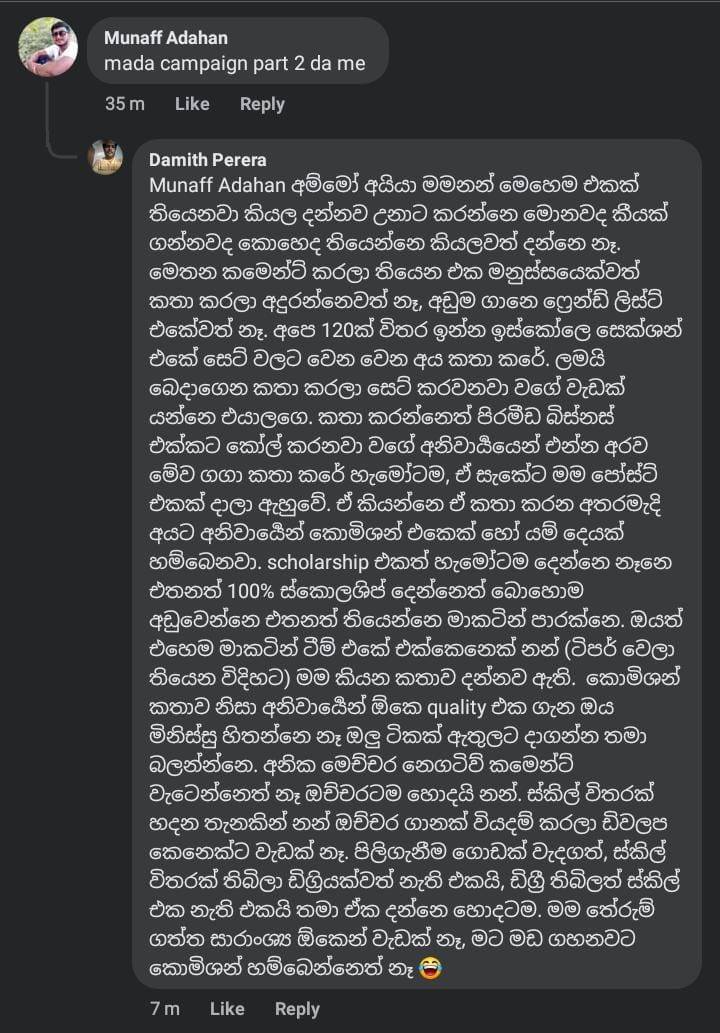 Munaff Adahan
mada campaign part 2 da me
35 m Like Reply
Damith Perera
Munaff Adahan අම්මෝ අයියා මමනන් මෙහෙම එකක්
තියෙනවා කියල දන්නව උනාට කරන්නෙ මොනවද කීයක්
ගන්නවද කොහෙද තියෙන්නෙ කියලවත් දන්නෙ නෑ.
මෙතන කමෙන්ට් කරලා තියෙන එක මනුස්සයෙක්වත්
කතා කරලා අදුරන්නෙවත් නෑ, අඩුම ගානෙ ෆ්‍රෙන්ඩ් ලිස්ට්
එකේවත් නෑ. අපෙ 120ක් විතර ඉන්න ඉස්කෝලෙ සෙක්ශන්
එකේ සෙට් වලට වෙන වෙන අය කතා කරේ. ලමයි
බෙදාගෙන කතා කරලා සෙට් කරවනවා වගේ වැඩක්
යන්නෙ එයාලගෙ. කතා කරන්නෙත් පිරමීඩ බිස්නස්
එක්කට කෝල් කරනවා වගේ අනිවාර්‍යයෙන් එන්න අරව
මේව ගගා කතා කරේ හැමෝටම, ඒ සැකේට මම පෝස්ට්
එකක් දාලා ඇහුවේ. ඒ කියන්නෙ ඒ කතා කරන අතරමැදි
අයට අනිවාර්‍යෙන් කොමිශන් එකෙක් හෝ යම් දෙයක්
හම්බෙනවා. scholarship එකත් හැමෝටම දෙන්නෙ නෑනෙ
එතනත් 100% ස්කොලශිප් දෙන්නෙත් බොහොම
අඩුවෙන්නෙ එතනත් තියෙන්නෙ මාකටින් පාරක්නෙ. ඔයත්
එහෙම මාකටින් ටීම් එකේ එක්කෙනෙක් නන් (ටිපර් වෙලා
තියෙන විදිහට) මම කියන කතාව දන්නව ඇති. කොමිශන්
කතාව නිසා අනිවාර්‍යෙන් ඕකෙ quality එක ගැන ඔය
මිනිස්සු හිතන්නෙ නෑ ඔලු ටිකක් ඇතුලට දාගන්න තමා
බලන්න්නෙ. අනික මෙච්චර නෙගටිව් කමෙන්ට්
වැටෙන්නෙත් නෑ ඔච්චරටම හොදයි නන්. ස්කිල් විතරක්
හදන තැනකින් නන් ඔච්චර ගානක් වියදම් කරලා ඩිවලප
කෙනෙක්ට වැඩක් නෑ. පිලිගැනීම ගොඩක් වැදගත්, ස්කිල්
විතරක් තිබිලා ඩිග්‍රියක්වත් නැති එකයි, ඩිග්‍රී තිබිලත් ස්කිල්
එක නැති එකයි තමා ඒක දන්නෙ හොදටම. මම තේරුම්
ගත්ත සාරාංශ්‍ය ඕකෙන් වැඩක් නෑ, මට මඩ ගහනවට
කොමිශන් හම්බෙන්නෙත් නෑ 😂
7 m Like Reply